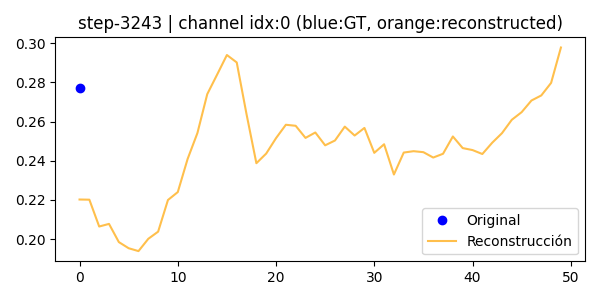 step-3243 | channel idx:0 (blue:GT, orange:reconstructed)
0.30
0.28
0.26
0.24
0.22
0.20
0 10 20 30 40 50
Original
Reconstrucción